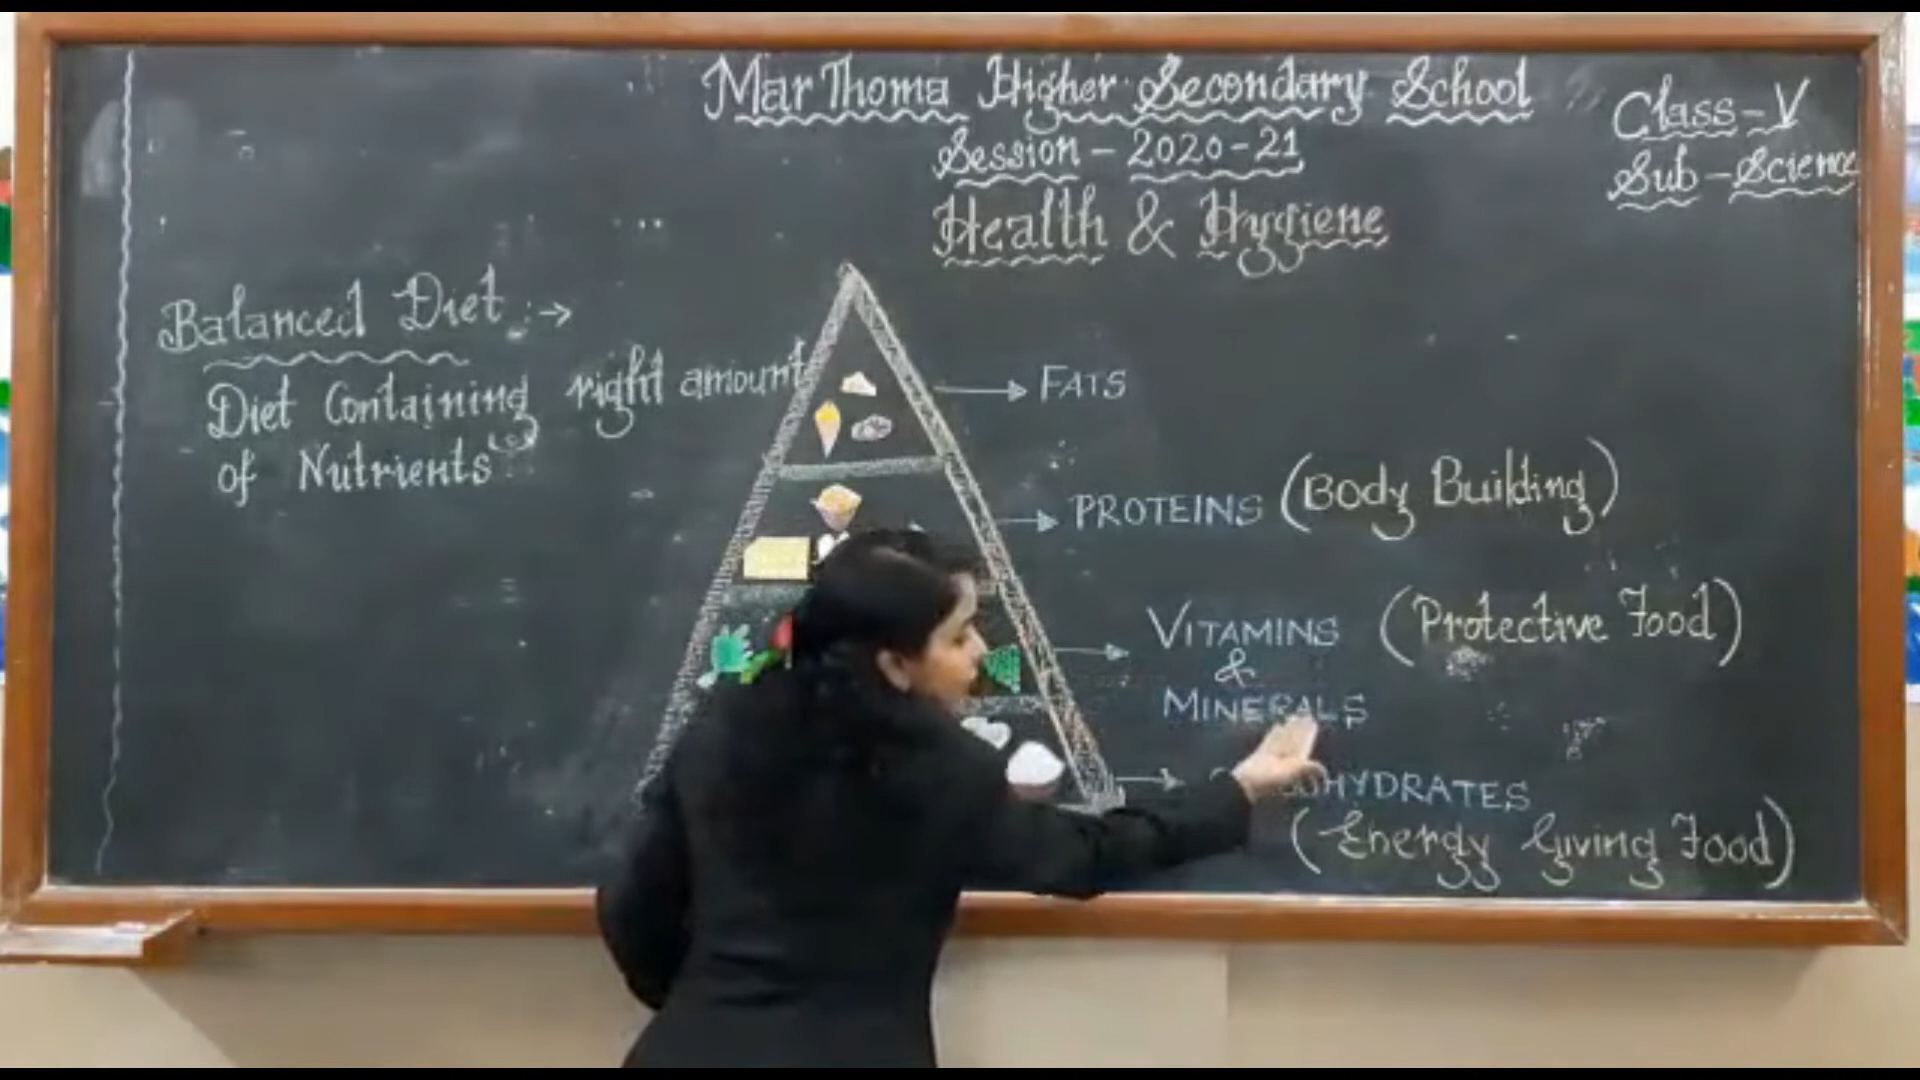 Mar Thoma Higher Secondary School
Session - 2020-21
Health & Hygiene
Class - V
Sub - Science
Balanced Diet :→
Diet Containing right amount
of Nutrients
FATS
PROTEINS (Body Building)
VITAMINS (Protective Food)
&
MINERALS
(Energy Giving Food)